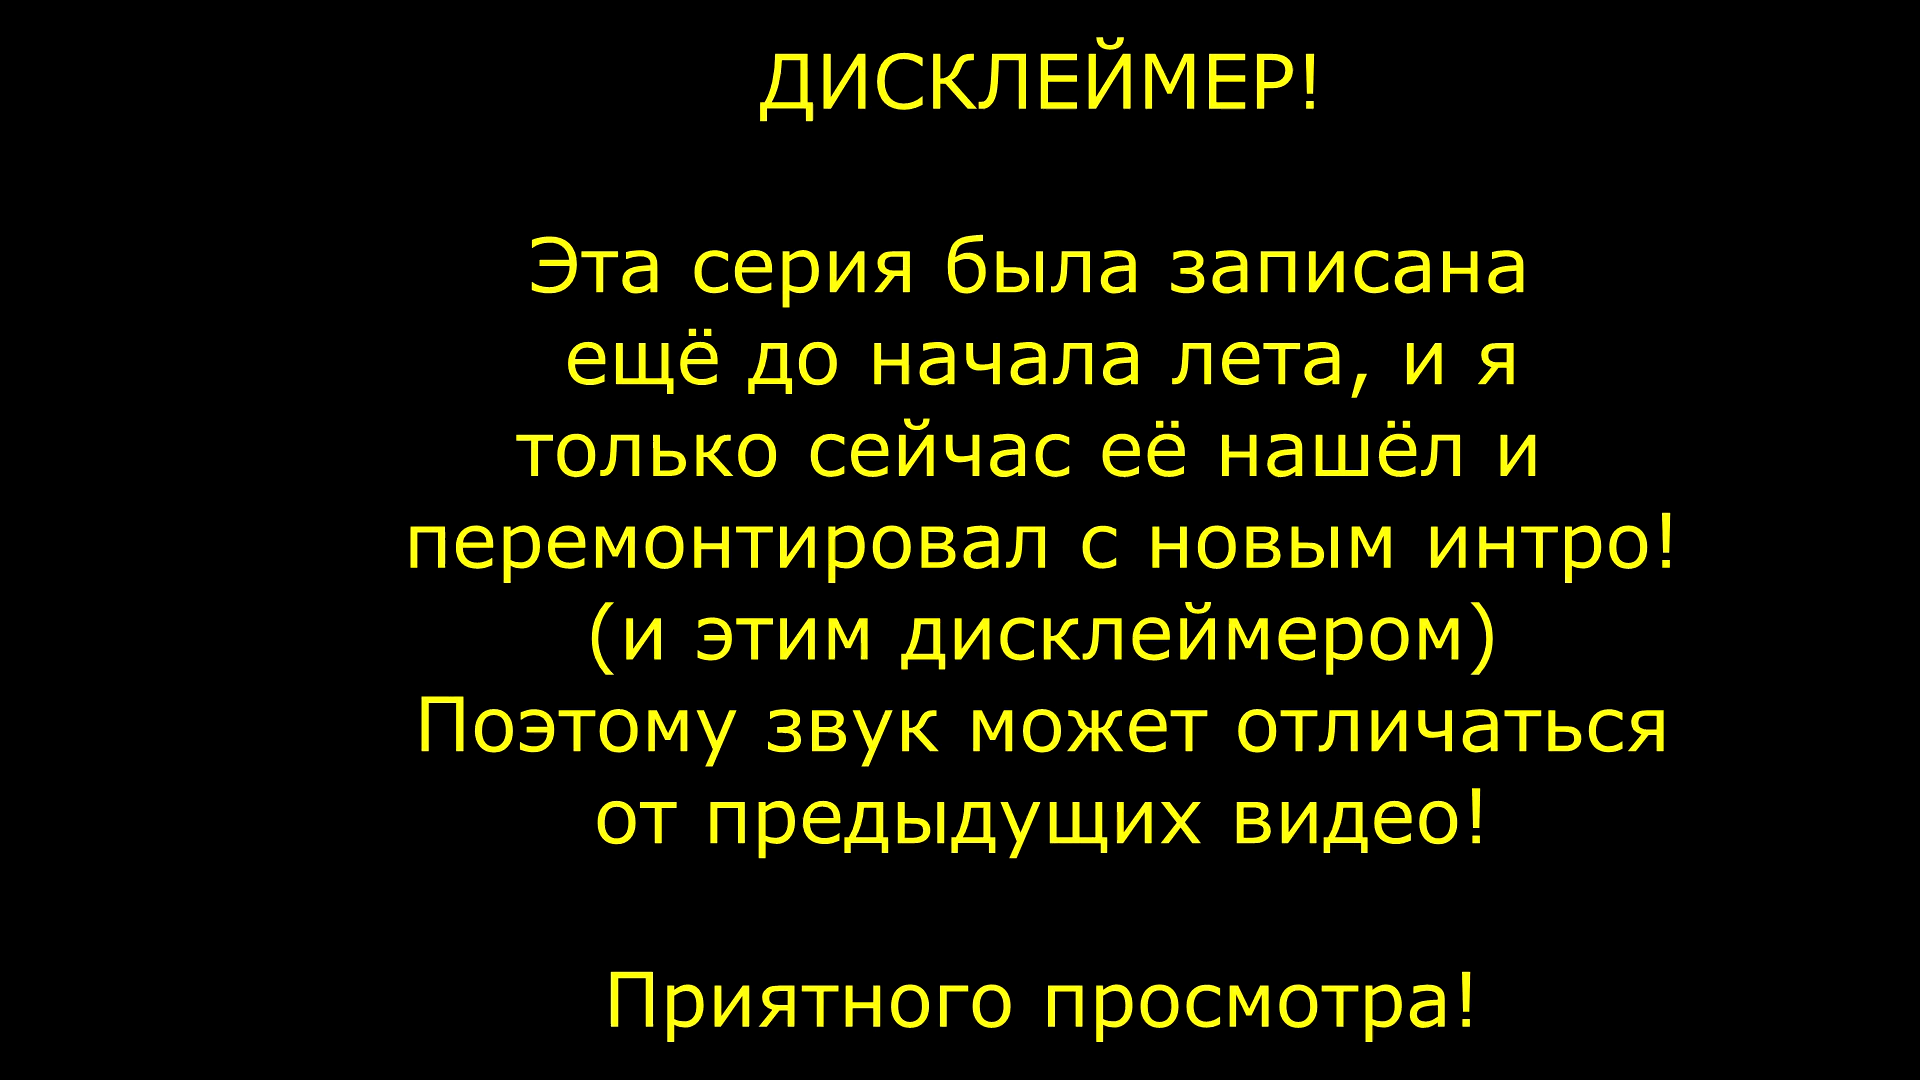 ДИСКЛЕЙМЕР!
Эта серия была записана
ещё до начала лета, и я
только сейчас её нашёл и
перемонтировал с новым интро!
(и этим дисклеймером)
Поэтому звук может отличаться
от предыдущих видео!
Приятного просмотра!